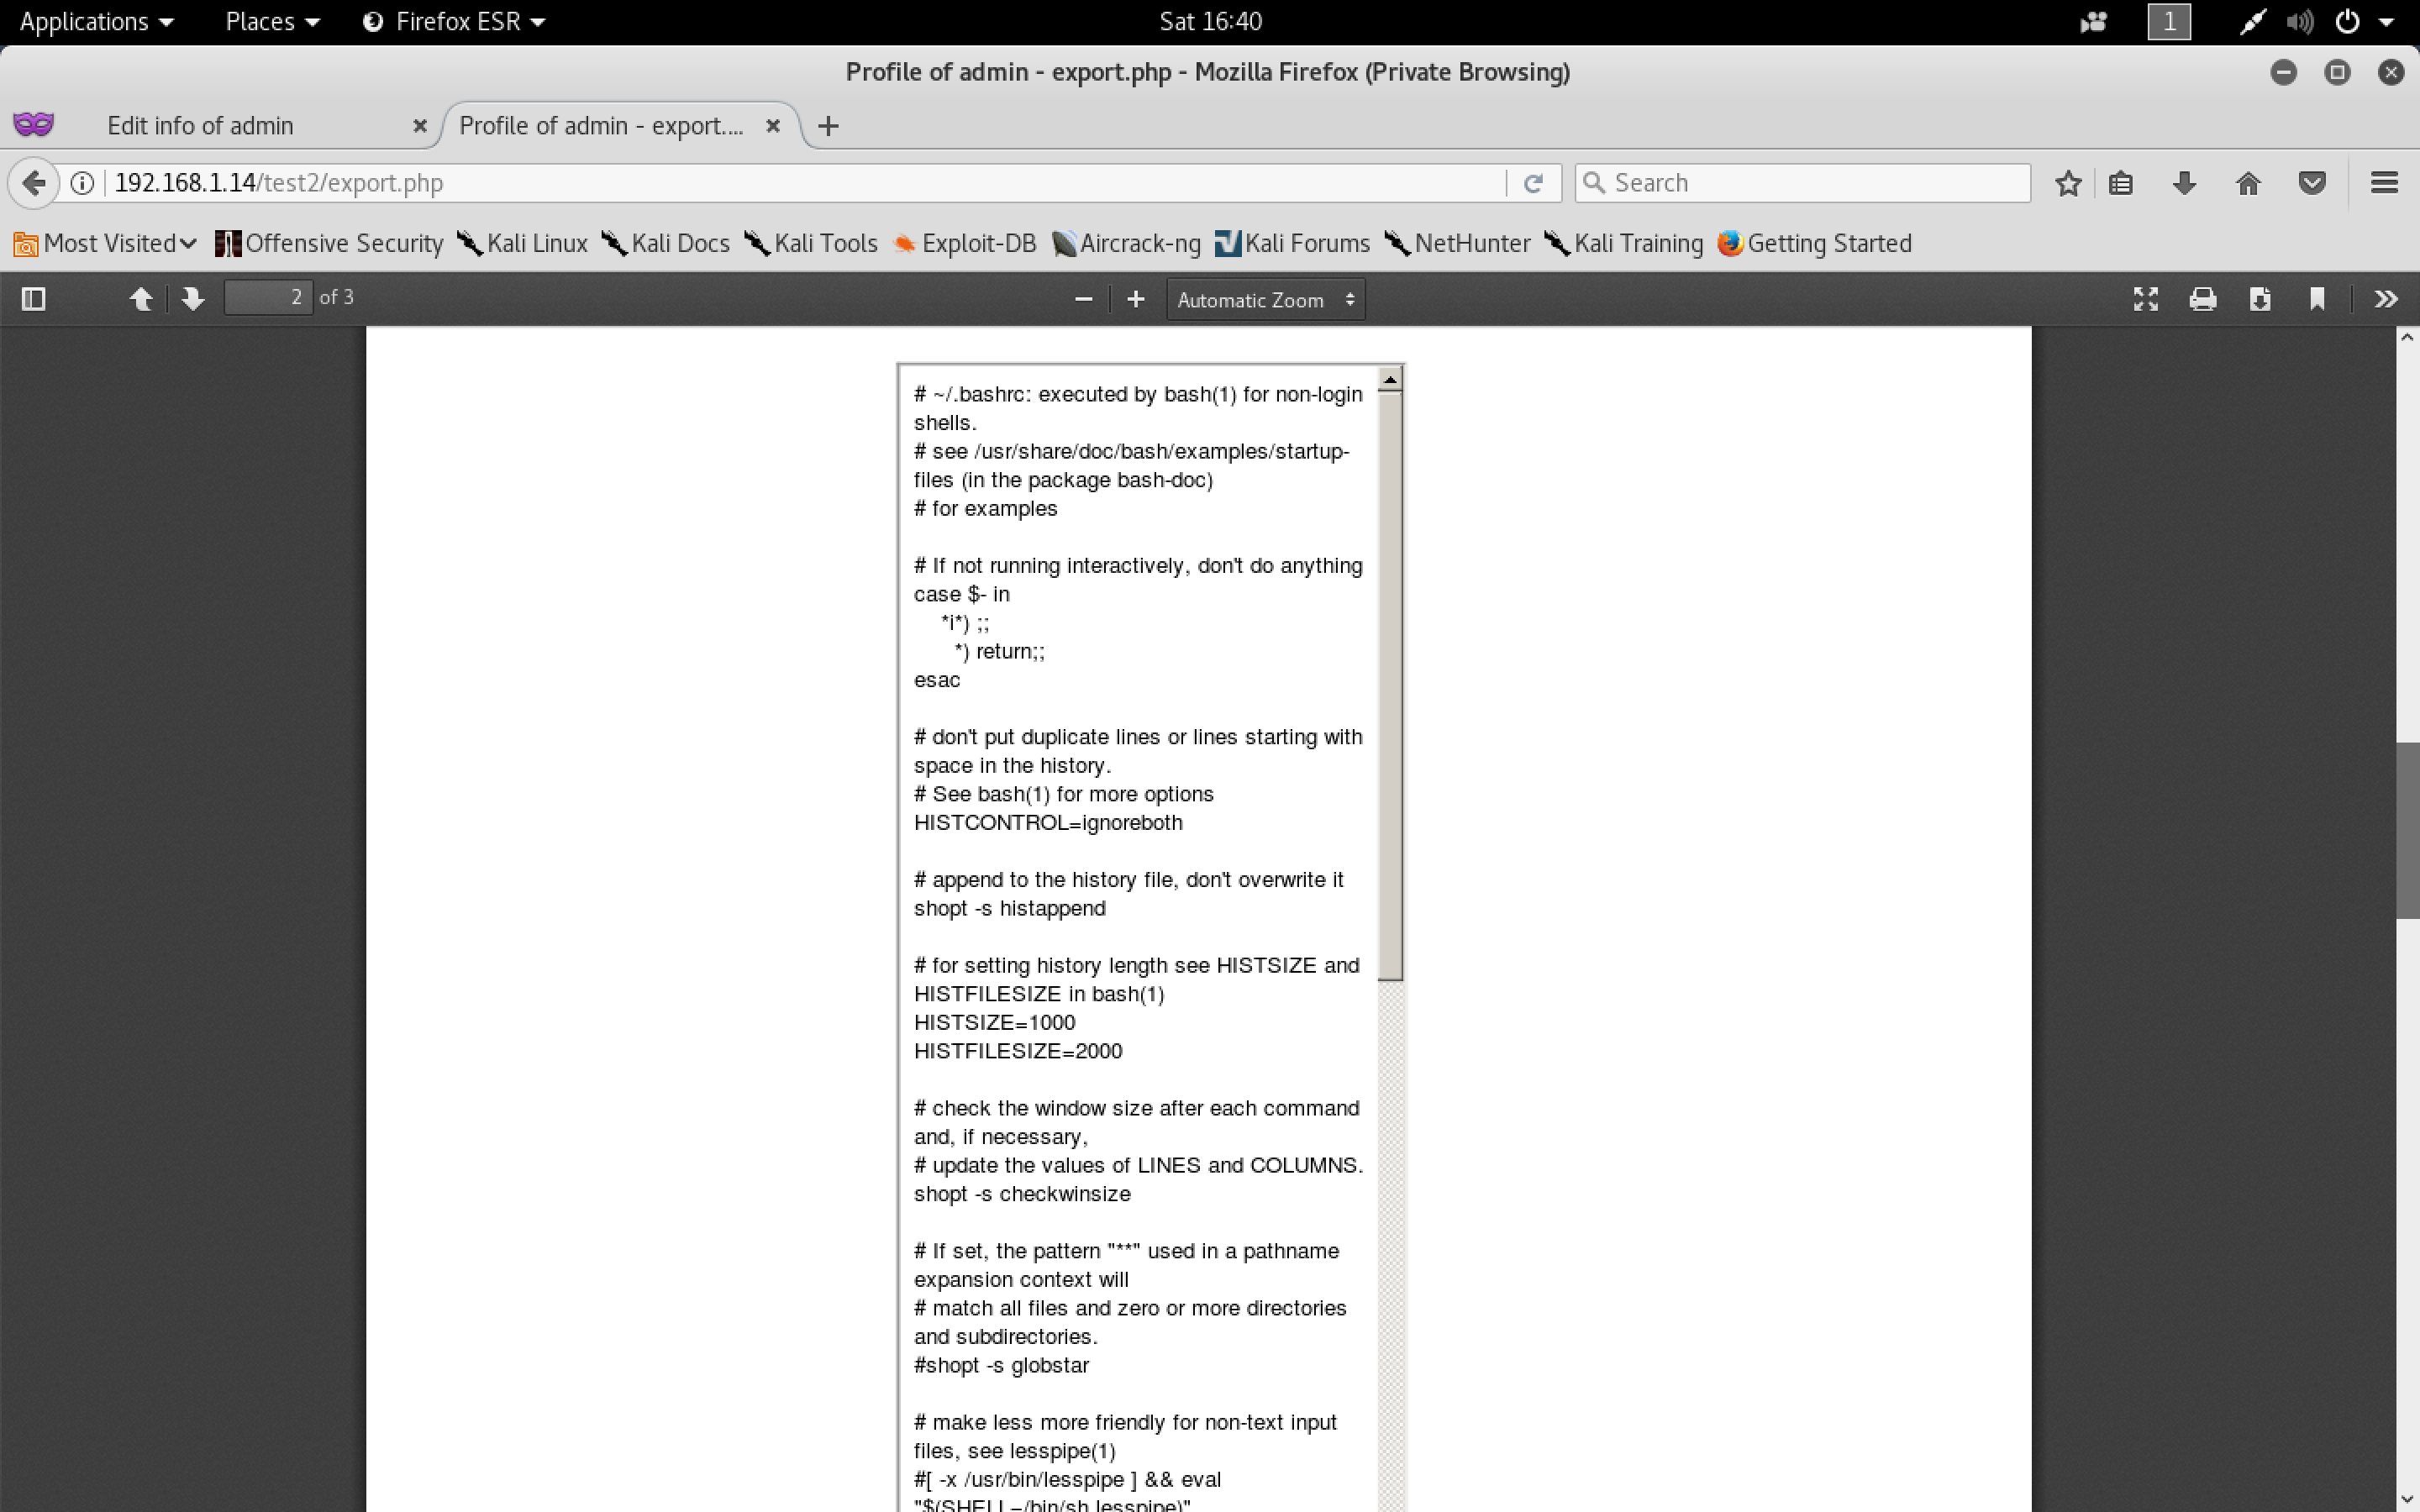 Applications Places Firefox ESR Sat 16:40 1
Profile of admin - export.php - Mozilla Firefox (Private Browsing)
Edit info of admin Profile of admin - export....
192.168.1.14/test2/export.php Search
Most Visited Offensive Security Kali Linux Kali Docs Kali Tools Exploit-DB Aircrack-ng Kali Forums NetHunter Kali Training Getting Started
2 of 3 Automatic Zoom
# ~/.bashrc: executed by bash(1) for non-login
shells.
# see /usr/share/doc/bash/examples/startup-
files (in the package bash-doc)
# for examples
# If not running interactively, don't do anything
case $- in
*i*) ;;
*) return;;
esac
# don't put duplicate lines or lines starting with
space in the history.
# See bash(1) for more options
HISTCONTROL=ignoreboth
# append to the history file, don't overwrite it
shopt -s histappend
# for setting history length see HISTSIZE and
HISTFILESIZE in bash(1)
HISTSIZE=1000
HISTFILESIZE=2000
# check the window size after each command
and, if necessary,
# update the values of LINES and COLUMNS.
shopt -s checkwinsize
# If set, the pattern "**" used in a pathname
expansion context will
# match all files and zero or more directories
and subdirectories.
#shopt -s globstar
# make less more friendly for non-text input
files, see lesspipe(1)
#[ -x /usr/bin/lesspipe ] && eval
"$(SHELL=/bin/sh lesspipe)"